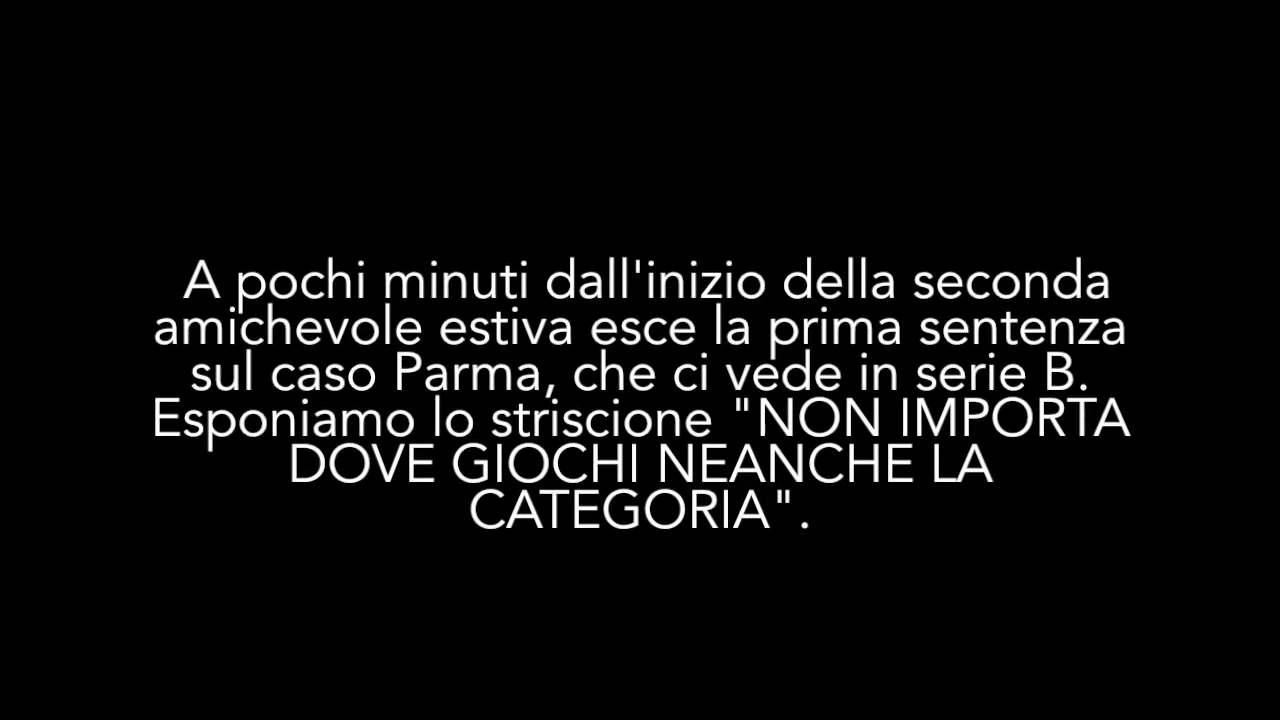 A pochi minuti dall'inizio della seconda
amichevole estiva esce la prima sentenza
sul caso Parma, che ci vede in serie B.
Esponiamo lo striscione "NON IMPORTA
DOVE GIOCHI NEANCHE LA
CATEGORIA".